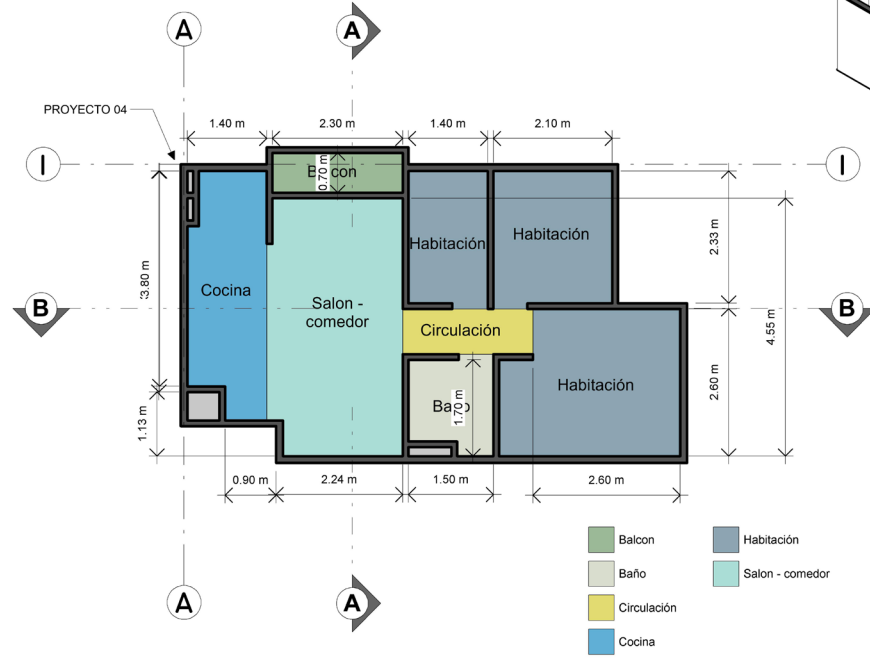 A
A
PROYECTO 04
1.40 m
2.30 m
1.40 m
2.10 m
I
I
Balcon
0.70 m
Habitación
Habitación
2.33 m
3.80 m
Cocina
Salon -
comedor
B
B
Circulación
4.55 m
Habitación
2.60 m
Baño
1.70 m
1.13 m
0.90 m
2.24 m
1.50 m
2.60 m
Balcon
Habitación
Baño
Salon - comedor
Circulación
Cocina
A
A